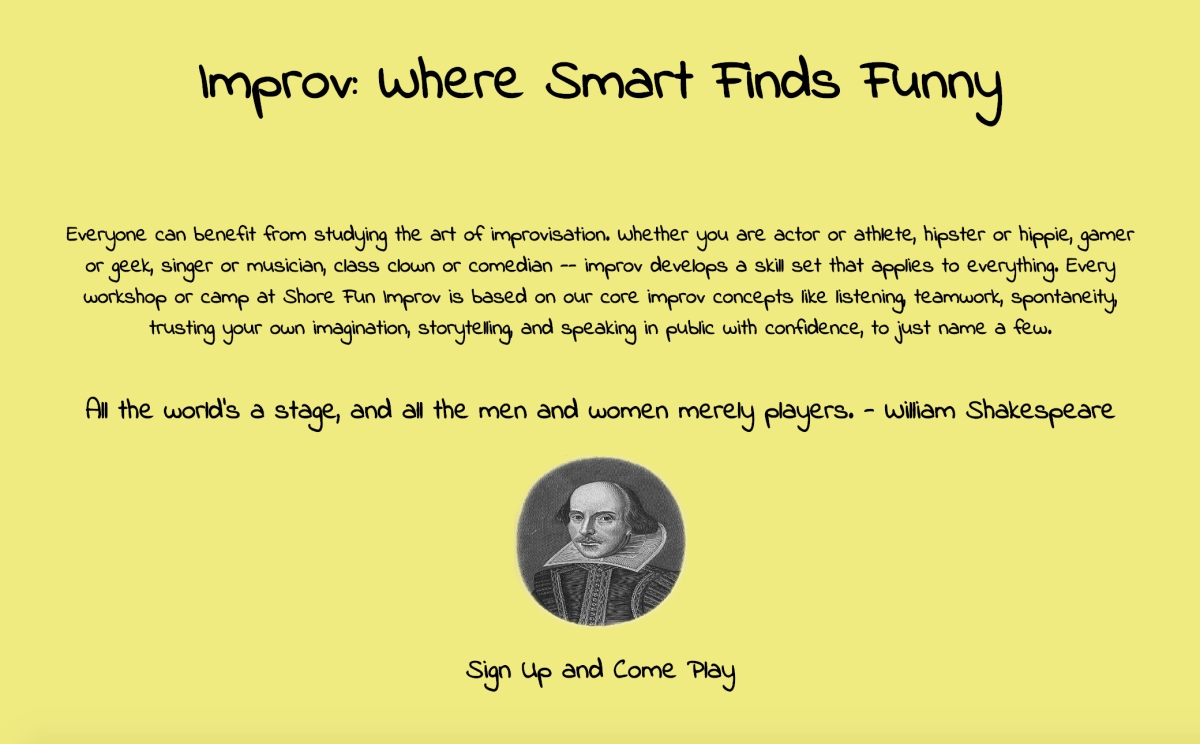 Improv: Where Smart Finds Funny
Everyone can benefit from studying the art of improvisation. Whether you are actor or athlete, hipster or hippie, gamer
or geek, singer or musician, class clown or comedian -- improv develops a skill set that applies to everything. Every
workshop or camp at Shore Fun Improv is based on our core improv concepts like listening, teamwork, spontaneity,
trusting your own imagination, storytelling, and speaking in public with confidence, to just name a few.
All the world's a stage, and all the men and women merely players. - William Shakespeare
Sign Up and Come Play